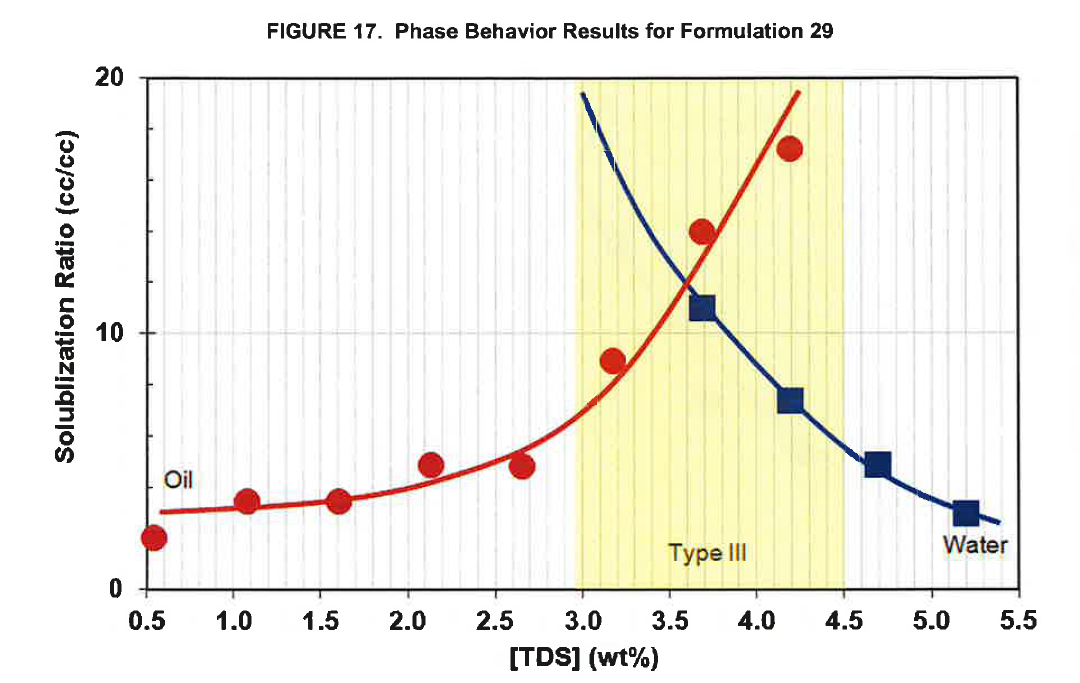 FIGURE 17. Phase Behavior Results for Formulation 29
Solublization Ratio (cc/cc)
20
10
0
Oil
Type III
Water
0.5 1.0 1.5 2.0 2.5 3.0 3.5 4.0 4.5 5.0 5.5
[TDS] (wt%)